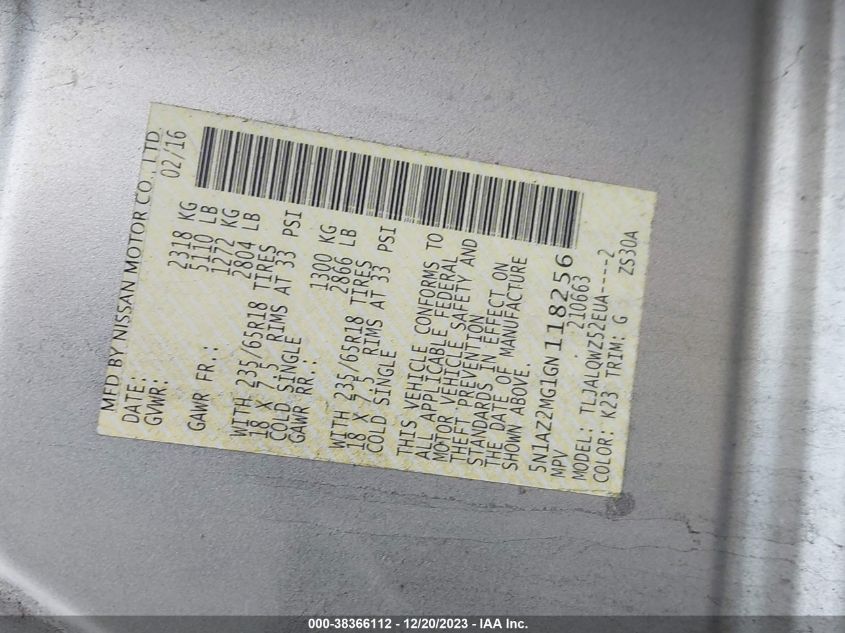 MFD BY NISSAN MOTOR CO., LTD
DATE: 02/16
GVWR: 2318 KG
5110 LB
GAWR FR.: 1272 KG
2804 LB
WITH 235/65R18 TIRES
18 X 7.5 RIMS AT 33 PSI
COLD SINGLE
GAWR RR.: 1300 KG
2866 LB
WITH 235/65R18 TIRES
18 X 7.5 RIMS AT 33 PSI
COLD SINGLE
THIS VEHICLE CONFORMS TO
ALL APPLICABLE FEDERAL
MOTOR VEHICLE SAFETY AND
THEFT PREVENTION
STANDARDS IN EFFECT ON
THE DATE OF MANUFACTURE
SHOWN ABOVE.
5N1AZ2MG1GN118256
MPV 210663
MODEL: TLJALQWZ52EUA----2
COLOR: K23 TRIM: G ZS30A
000-38366112 - 12/20/2023 - IAA Inc.